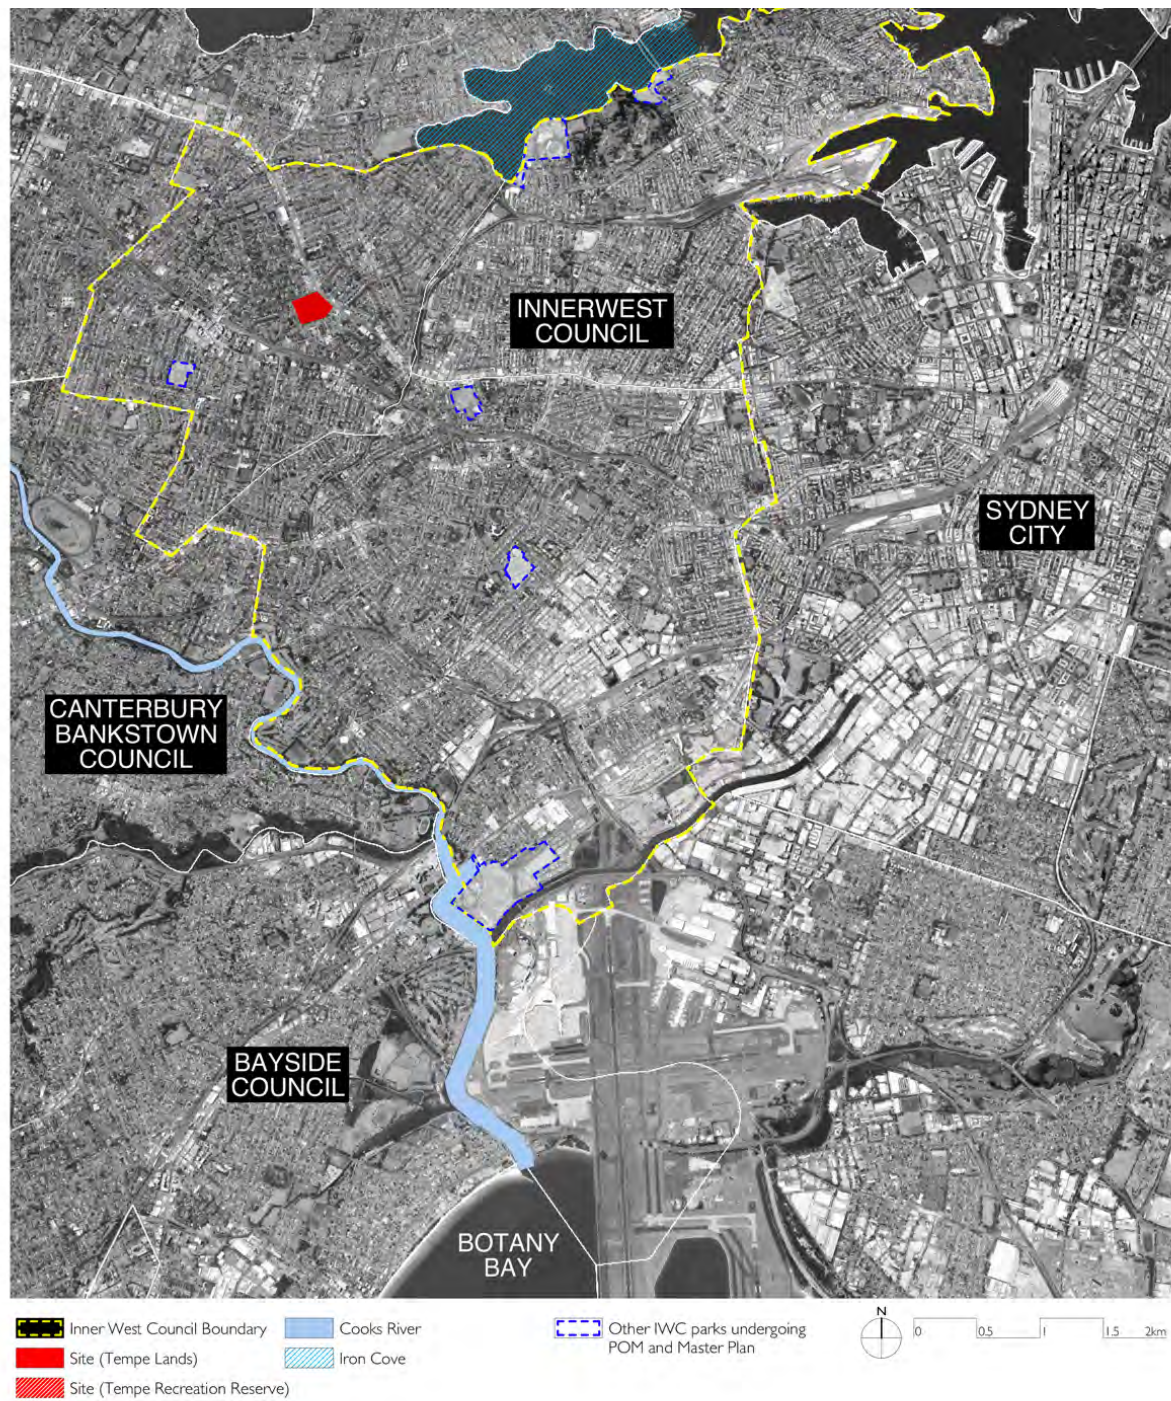 INNERWEST
COUNCIL
SYDNEY
CITY
CANTERBURY
BANKSTOWN
COUNCIL
BAYSIDE
COUNCIL
BOTANY
BAY
Inner West Council Boundary
Site (Tempe Lands)
Site (Tempe Recreation Reserve)
Cooks River
Iron Cove
Other IWC parks undergoing
POM and Master Plan
N
0 0.5 1 1.5 2km